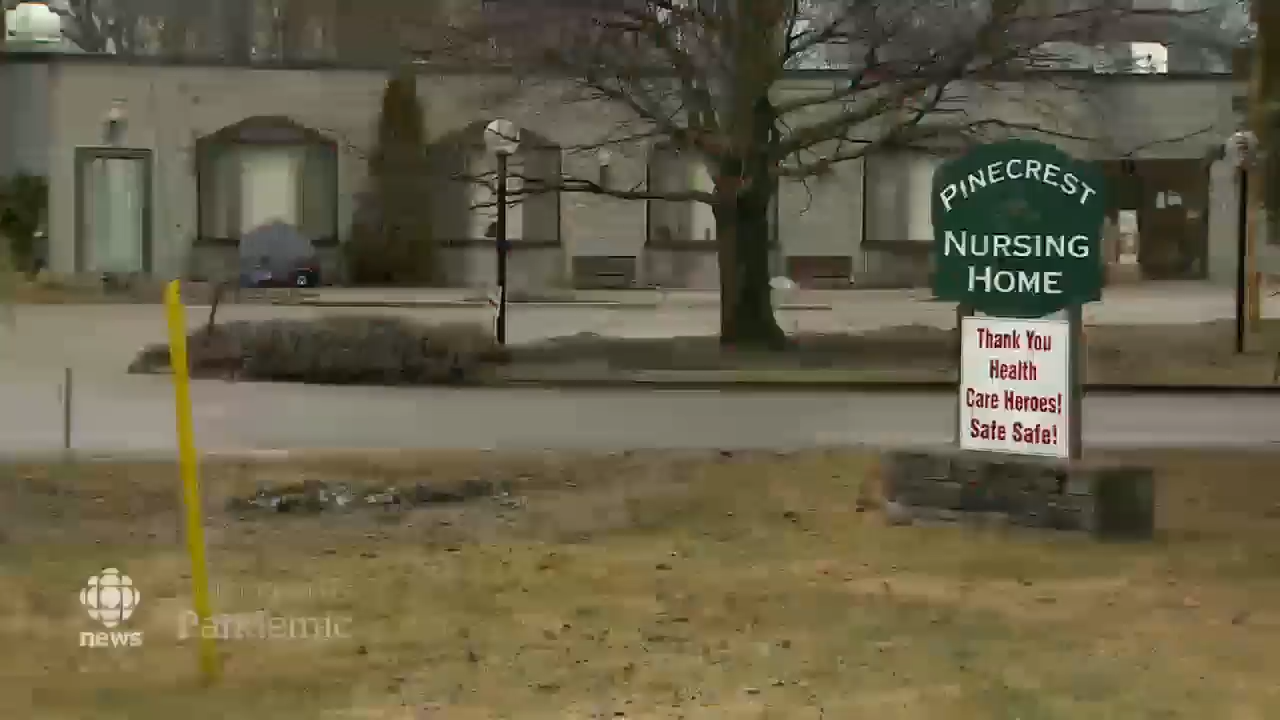 PINECREST
NURSING
HOME
Thank You
Health
Care Heroes!
Safe Safe!
news
Pandemic